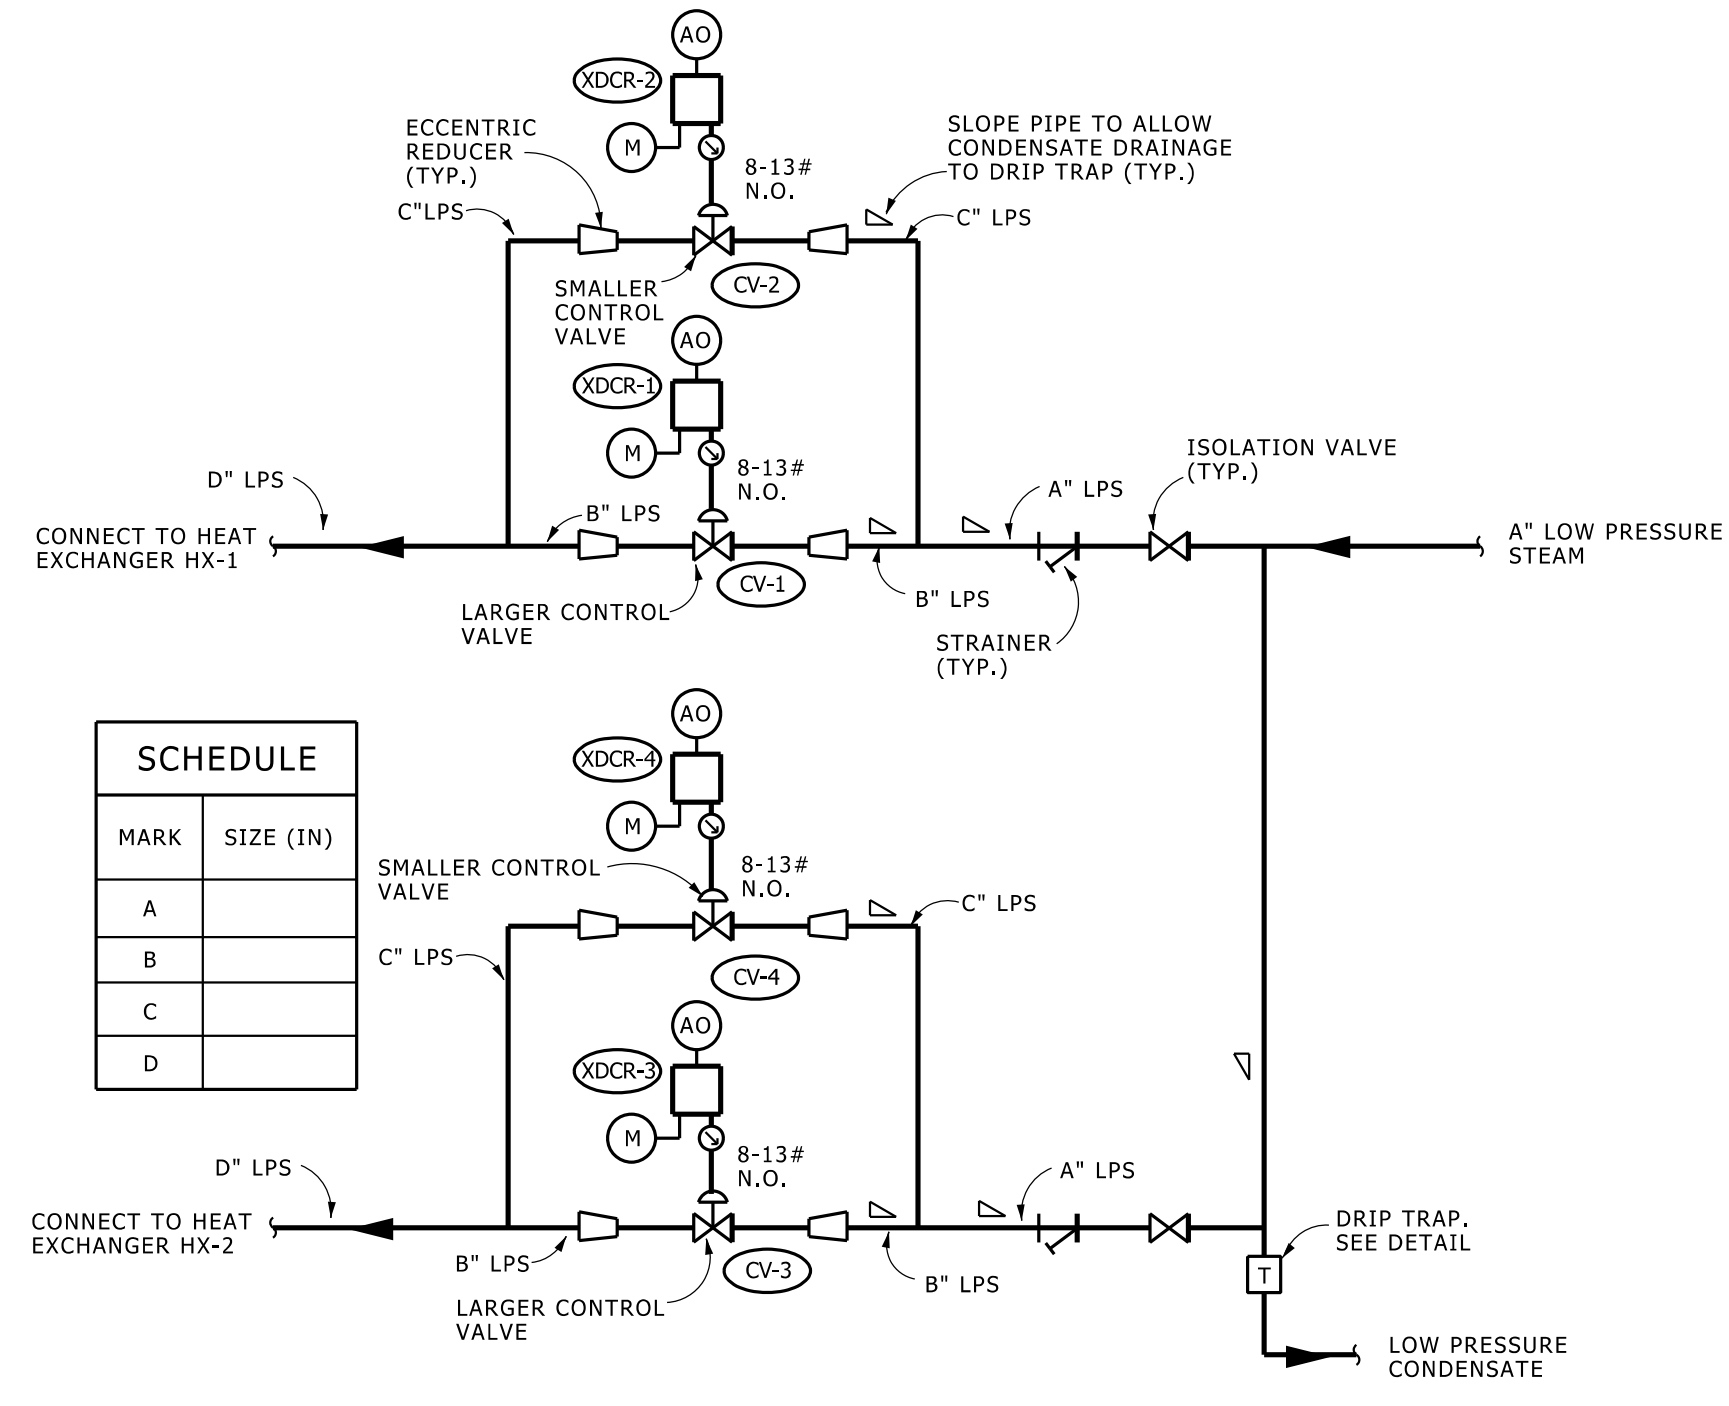 AO
XDCR-2
M
8-13#
N.O.
ECCENTRIC
REDUCER
(TYP.)
C"LPS
SLOPE PIPE TO ALLOW
CONDENSATE DRAINAGE
TO DRIP TRAP (TYP.)
C" LPS
SMALLER
CONTROL
VALVE
CV-2
AO
XDCR-1
M
8-13#
N.O.
D" LPS
CONNECT TO HEAT
EXCHANGER HX-1
B" LPS
LARGER CONTROL
VALVE
CV-1
B" LPS
A" LPS
STRAINER
(TYP.)
ISOLATION VALVE
(TYP.)
A" LOW PRESSURE
STEAM
SCHEDULE
MARK
SIZE (IN)
A
B
C
D
AO
XDCR-4
M
8-13#
N.O.
SMALLER CONTROL
VALVE
C" LPS
C" LPS
CV-4
AO
XDCR-3
M
8-13#
N.O.
D" LPS
CONNECT TO HEAT
EXCHANGER HX-2
B" LPS
LARGER CONTROL
VALVE
CV-3
B" LPS
A" LPS
DRIP TRAP.
SEE DETAIL
T
LOW PRESSURE
CONDENSATE